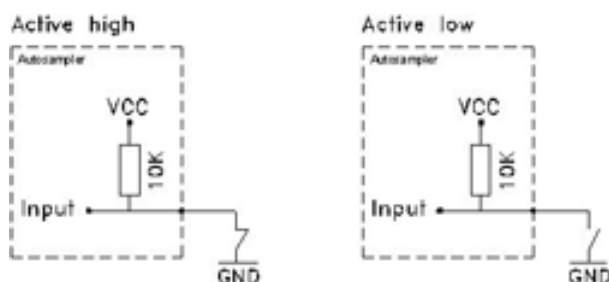 Active high
Autosampler
VCC
10K
Input
GND
Active low
Autosampler
VCC
10K
Input
GND